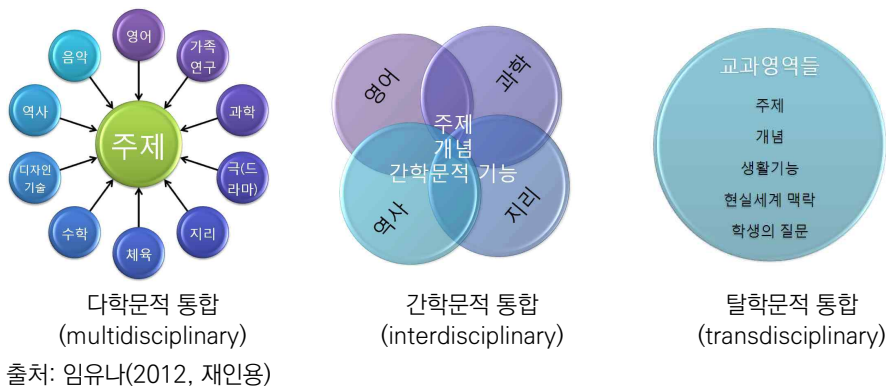 영어
가족
연구
과학
극(드
라마)
지리
체육
수학
디자인
기술
역사
음악
주제
다학문적 통합
(multidisciplinary)
영어
과학
주제
개념
간학문적 기능
역사
지리
간학문적 통합
(interdisciplinary)
교과영역들
주제
개념
생활기능
현실세계 맥락
학생의 질문
탈학문적 통합
(transdisciplinary)
출처: 임유나(2012, 재인용)